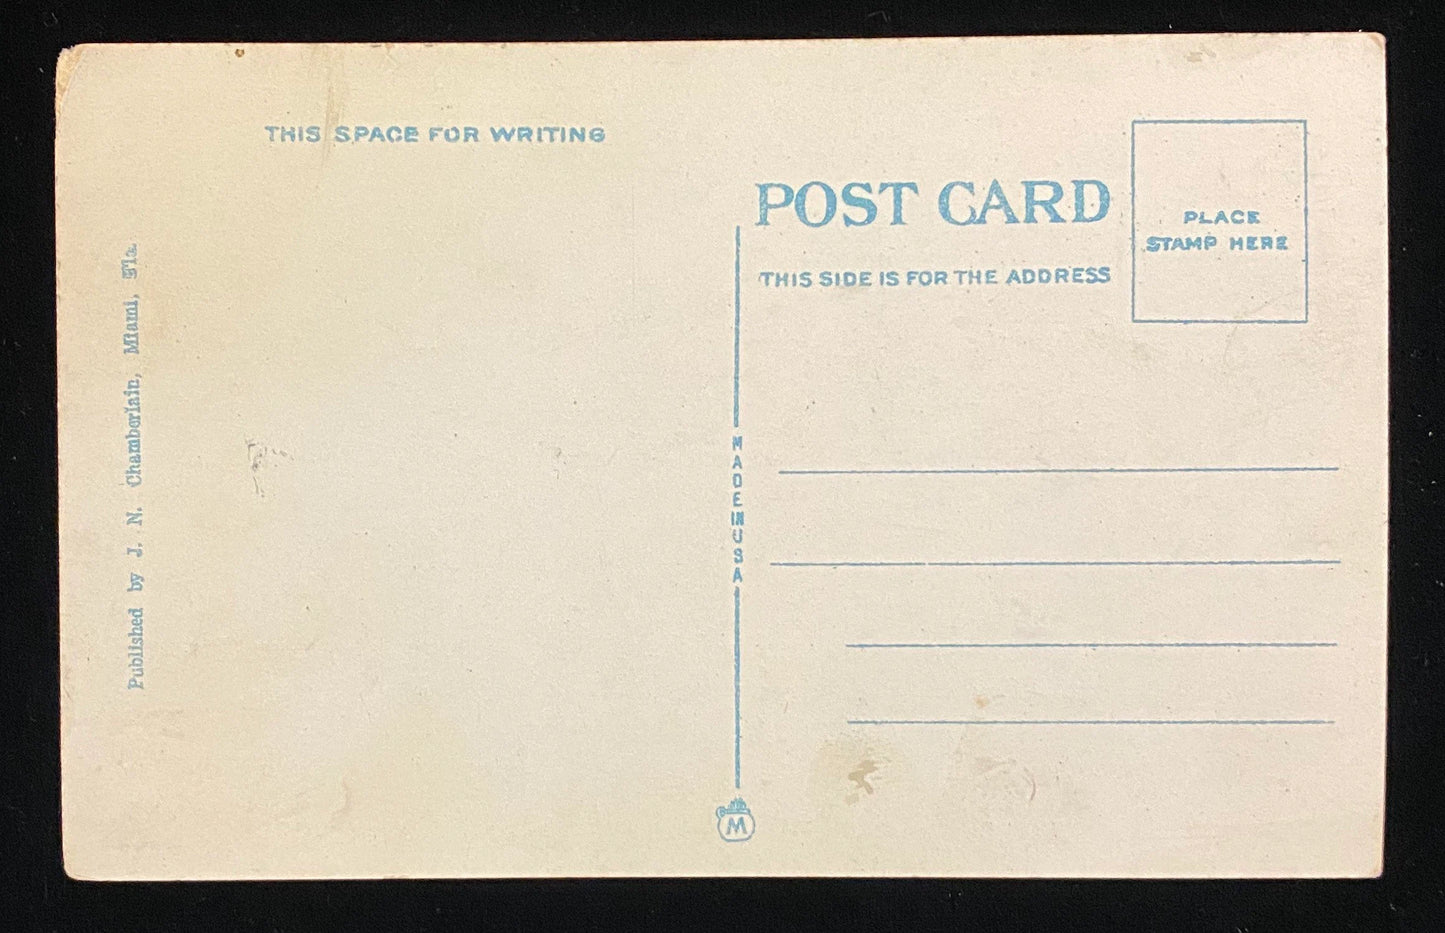 THIS SPACE FOR WRITING
POST CARD
THIS SIDE IS FOR THE ADDRESS
PLACE
STAMP HERE
Published by J. N. Chamberlain, Miami, Fla.
MADE IN USA
M